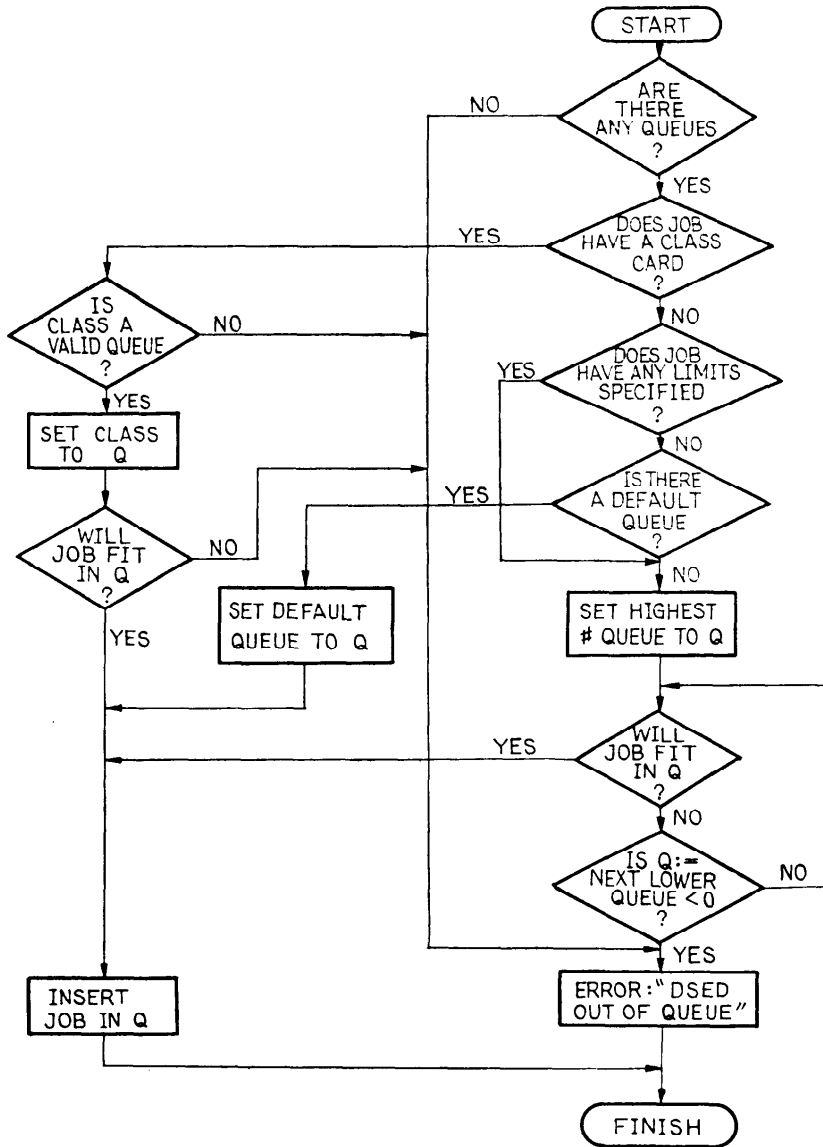 START
ARE
THERE
ANY QUEUES
?
NO
YES
DOES JOB
HAVE A CLASS
CARD
?
YES
NO
IS
CLASS A
VALID QUEUE
?
NO
YES
DOES JOB
HAVE ANY LIMITS
SPECIFIED
?
YES
NO
SET CLASS
TO Q
IS THERE
A DEFAULT
QUEUE
?
YES
NO
WILL
JOB FIT
IN Q
?
NO
YES
SET DEFAULT
QUEUE TO Q
SET HIGHEST
# QUEUE TO Q
WILL
JOB FIT
IN Q
?
YES
NO
IS Q:=
NEXT LOWER
QUEUE <0
?
NO
YES
INSERT
JOB IN Q
ERROR:"DSED
OUT OF QUEUE"
FINISH